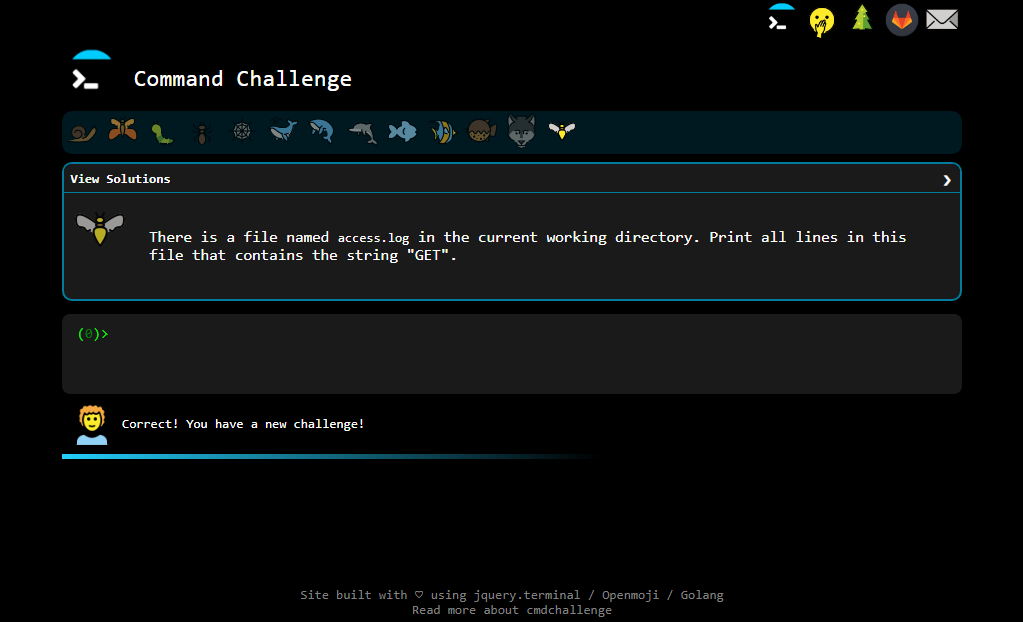 Command Challenge
View Solutions
There is a file named access.log in the current working directory. Print all lines in this
file that contains the string "GET".
(0)>
Correct! You have a new challenge!
Site built with ♡ using jquery.terminal / Openmoji / Golang
Read more about cmdchallenge